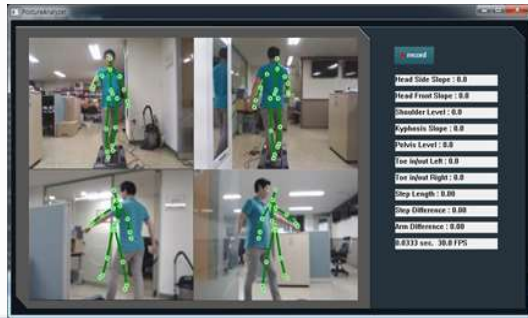 PostureAnalyzer
record
Head Side Slope : 0.0
Head Front Slope : 0.0
Shoulder Level : 0.0
Kyphosis Slope : 0.0
Pelvis Level : 0.0
Toe in/out Left : 0.0
Toe in/out Right : 0.0
Step Length : 0.00
Step Difference : 0.00
Arm Difference : 0.00
0.0333 sec. 30.0 FPS